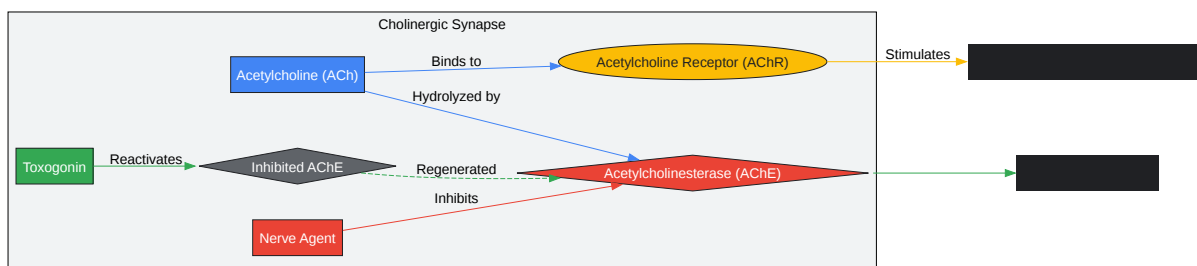 Cholinergic Synapse
Acetylcholine (ACh)
Binds to
Acetylcholine Receptor (AChR)
Stimulates
Hydrolyzed by
Toxogonin
Reactivates
Inhibited AChE
Regenerated
Acetylcholinesterase (AChE)
Inhibits
Nerve Agent